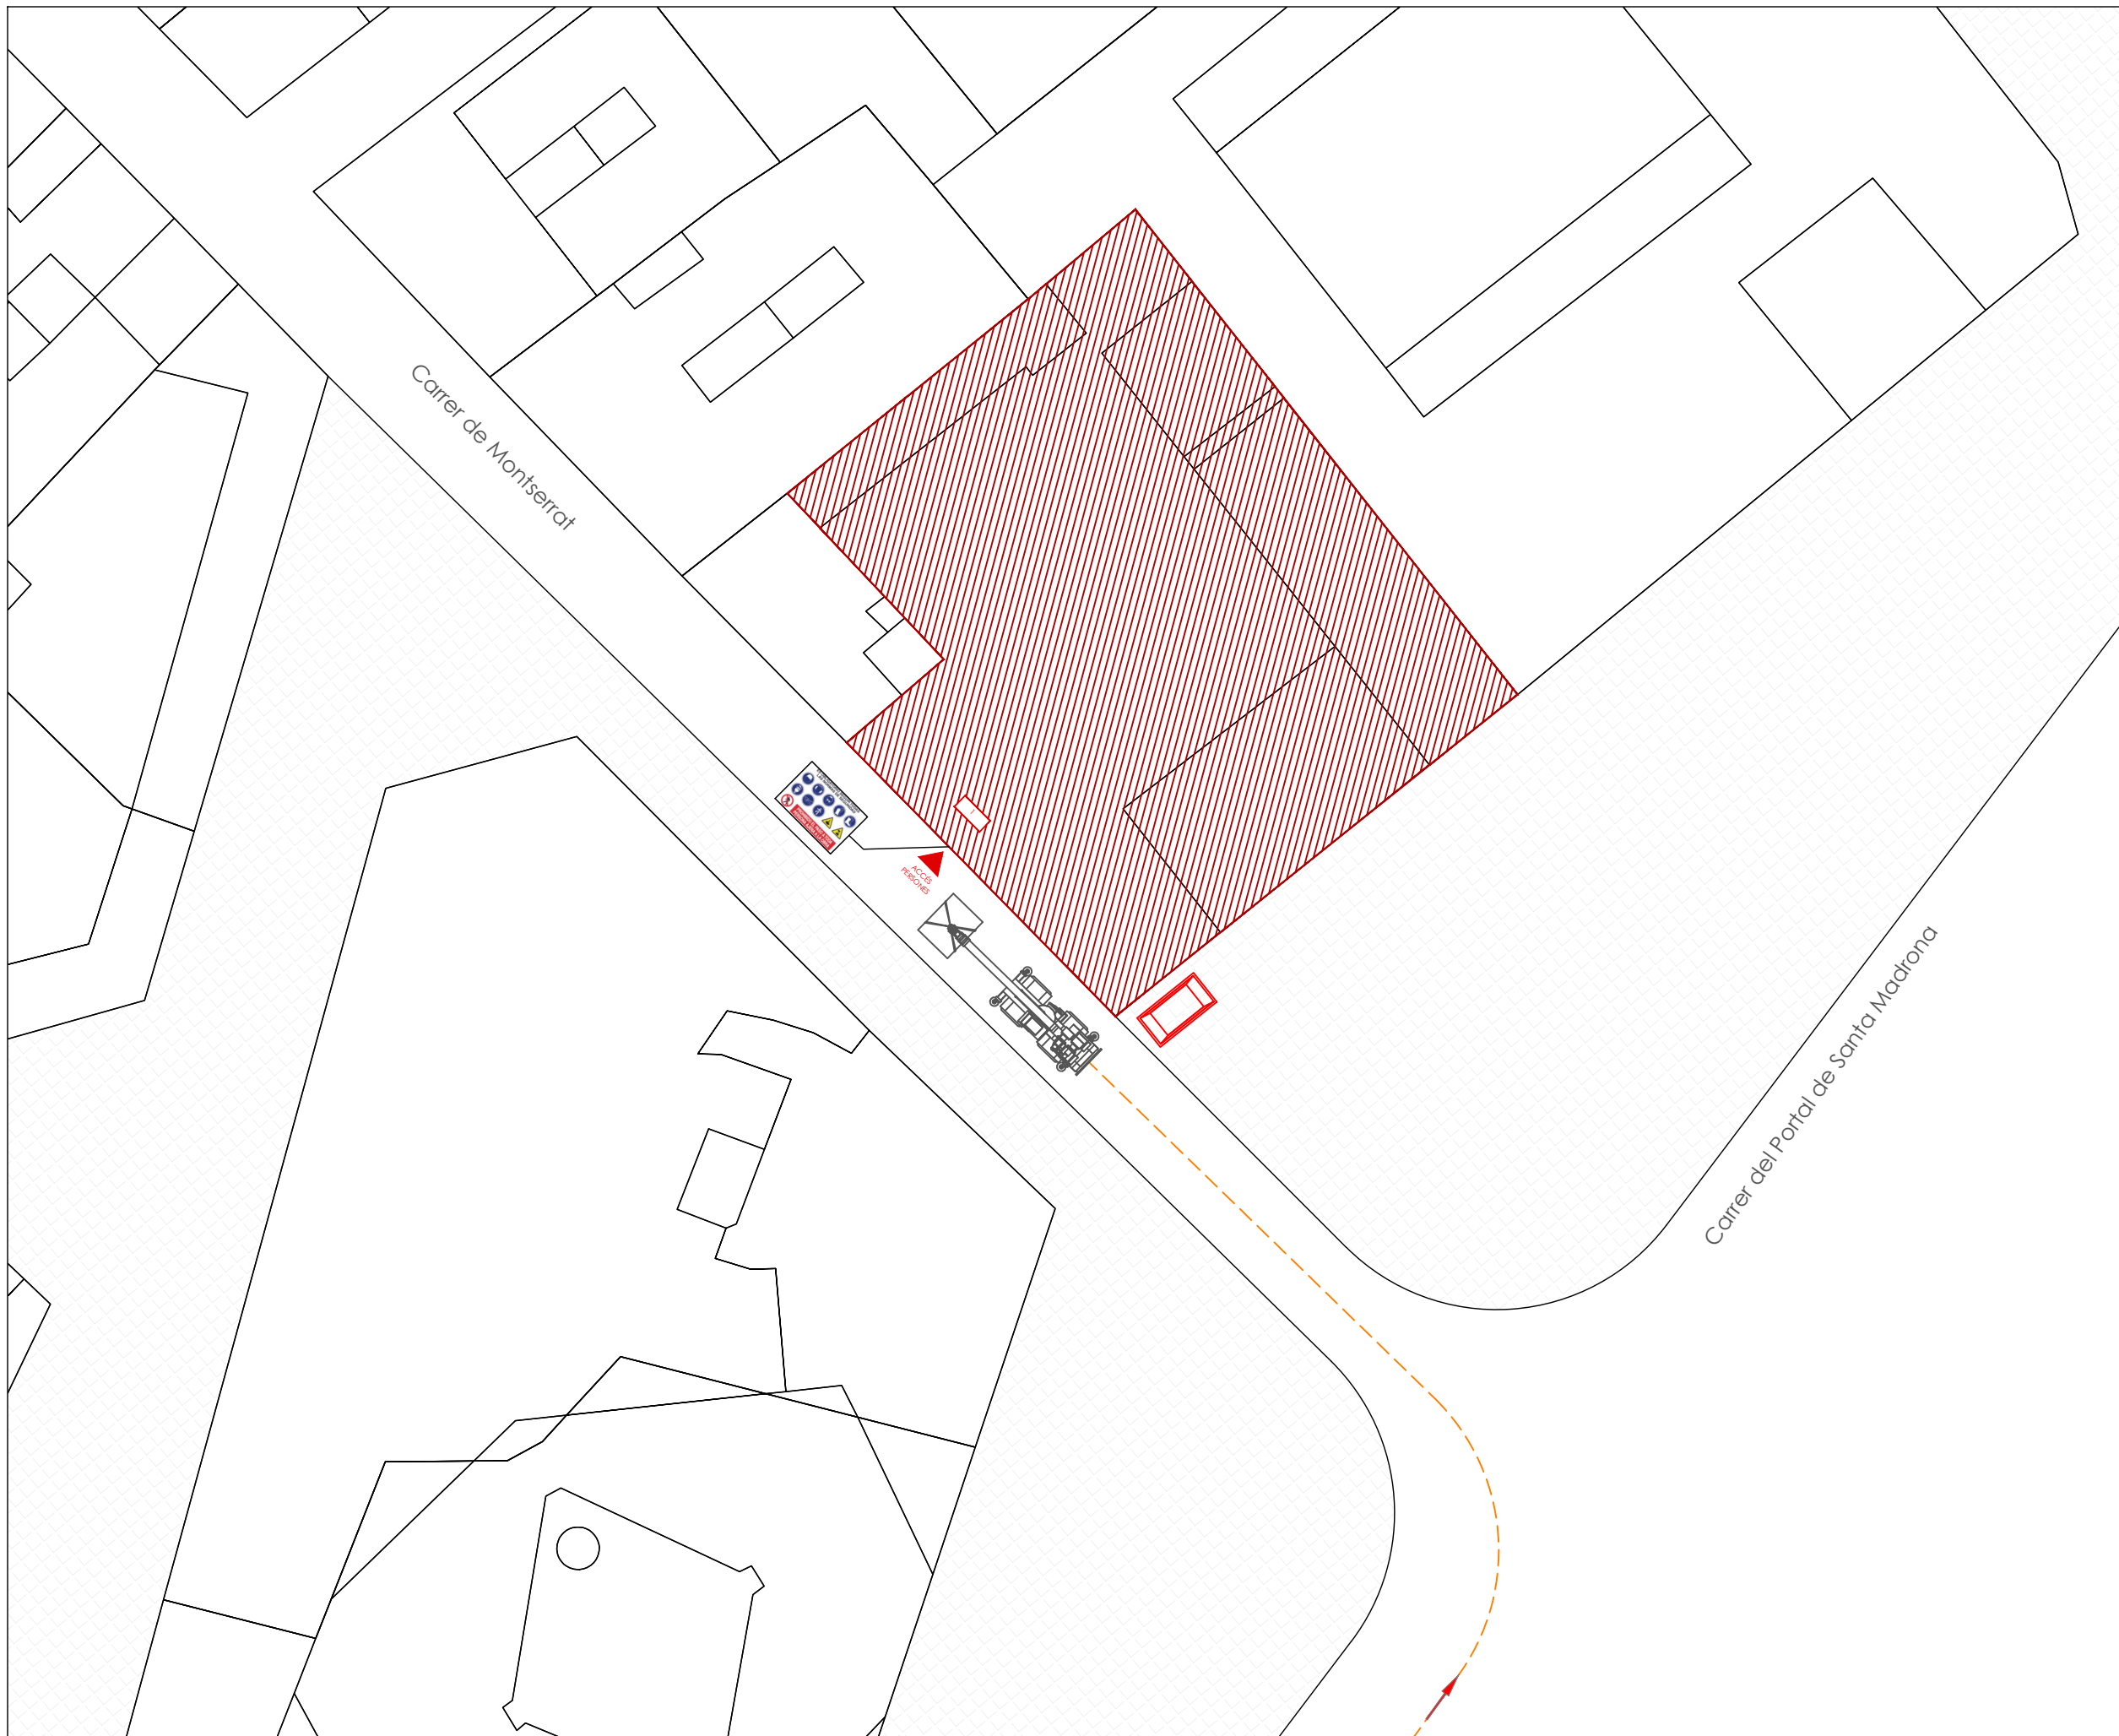 Carrer de Montserrat
ACCÉS
PERSONES
Carrer del Portal de Santa Madrona